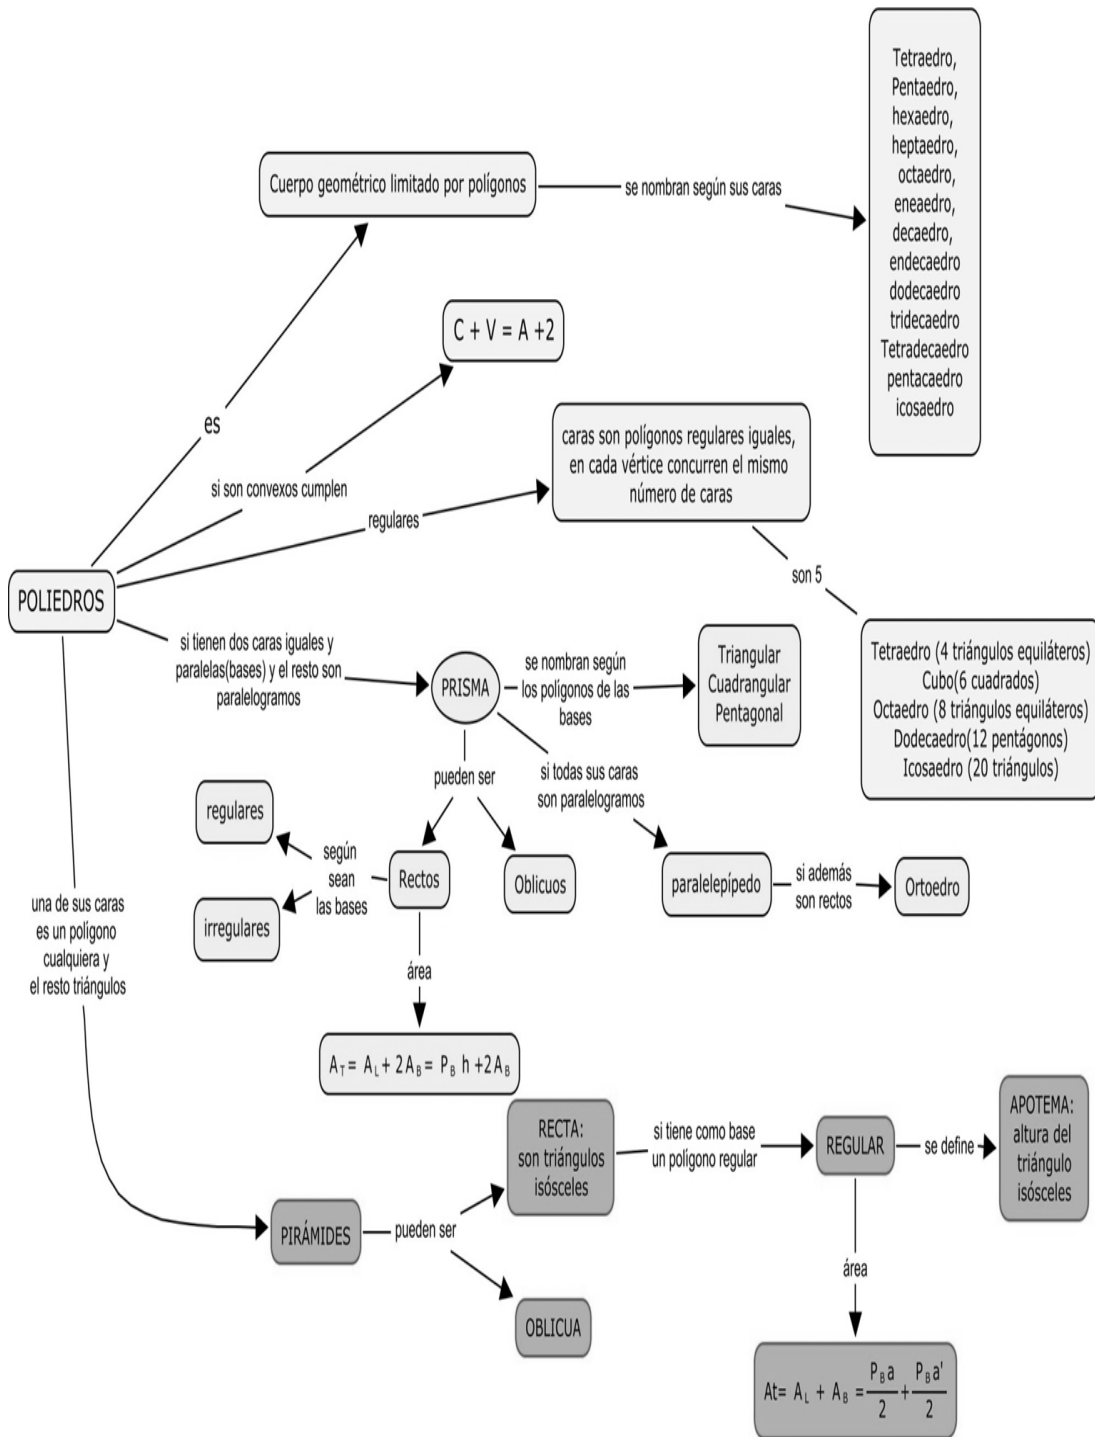 Tetraedro,
Pentaedro,
hexaedro,
heptaedro,
octaedro,
eneaedro,
decaedro,
endecaedro
dodecaedro
tridecaedro
Tetradecaedro
pentacaedro
icosaedro
Cuerpo geométrico limitado por polígonos
se nombran según sus caras
C + V = A +2
es
si son convexos cumplen
caras son polígonos regulares iguales,
en cada vértice concurren el mismo
número de caras
regulares
son 5
POLIEDROS
Tetraedro (4 triángulos equiláteros)
Cubo(6 cuadrados)
Octaedro (8 triángulos equiláteros)
Dodecaedro(12 pentágonos)
Icosaedro (20 triángulos)
si tienen dos caras iguales y
paralelas(bases) y el resto son
paralelogramos
PRISMA
se nombran según
los polígonos de las
bases
Triangular
Cuadrangular
Pentagonal
pueden ser
si todas sus caras
son paralelogramos
regulares
según
sean
las bases
irregulares
Rectos
Oblicuos
paralelepípedo
si además
son rectos
Ortoedro
una de sus caras
es un polígono
cualquiera y
el resto triángulos
área
A_T = A_L + 2A_B = P_B h +2A_B
RECTA:
son triángulos
isósceles
si tiene como base
un polígono regular
REGULAR
se define
APOTEMA:
altura del
triángulo
isósceles
PIRÁMIDES
pueden ser
OBLICUA
área
At= A_L + A_B = P_B a/2 + P_B a'/2